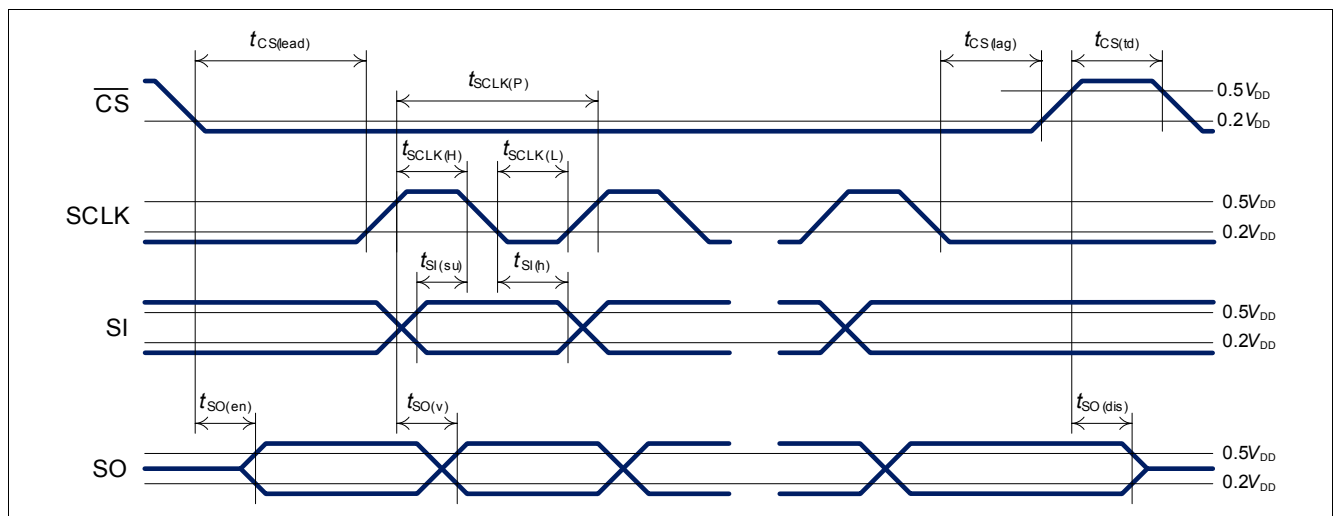 tCS(lead)
tCS(lag)
tCS(td)
CS
tSCLK(P)
0.5VDD
0.2VDD
tSCLK(H)
tSCLK(L)
SCLK
0.5VDD
0.2VDD
tSI(su)
tSI(h)
SI
0.5VDD
0.2VDD
tSO(en)
tSO(v)
tSO(dis)
SO
0.5VDD
0.2VDD